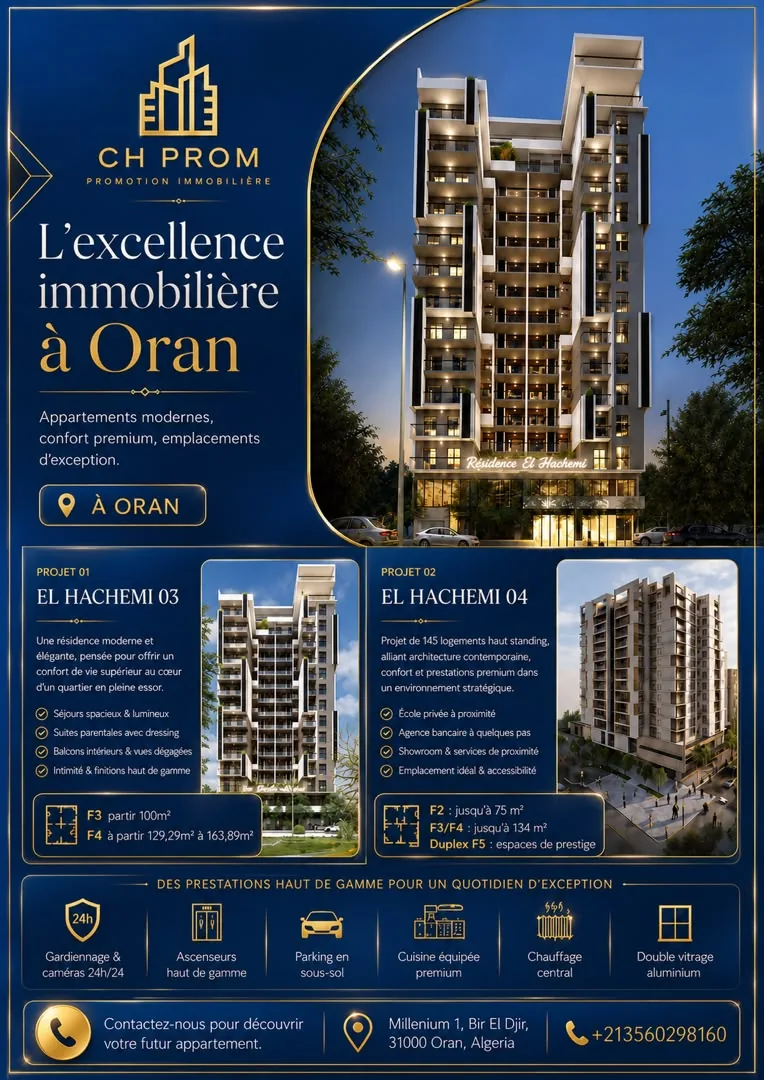 CH PROM
PROMOTION IMMOBILIÈRE
L'excellence
immobilière
à Oran
Appartements modernes,
confort premium, emplacements
d'exception.
À ORAN
Résidence El Hachemi
PROJET 01
EL HACHEMI 03
Une résidence moderne et
élégante, pensée pour offrir un
confort de vie supérieur au cœur
d'un quartier en pleine essor.
Séjours spacieux & lumineux
Suites parentales avec dressing
Balcons intérieurs & vues dégagées
Intimité & finitions haut de gamme
F3 partir 100m²
F4 à partir 129,29m² à 163,89m²
PROJET 02
EL HACHEMI 04
Projet de 145 logements haut standing,
alliant architecture contemporaine,
confort et prestations premium dans
un environnement stratégique.
École privée à proximité
Agence bancaire à quelques pas
Showroom & services de proximité
Emplacement idéal & accessibilité
F2 : jusqu'à 75 m²
F3/F4 : jusqu'à 134 m²
Duplex F5 : espaces de prestige
DES PRESTATIONS HAUT DE GAMME POUR UN QUOTIDIEN D'EXCEPTION
24h
Gardiennage &
caméras 24h/24
Ascenseurs
haut de gamme
Parking en
sous-sol
Cuisine équipée
premium
Chauffage
central
Double vitrage
aluminium
Contactez-nous pour découvrir
votre futur appartement.
Millenium 1, Bir El Djir,
31000 Oran, Algeria
+213560298160